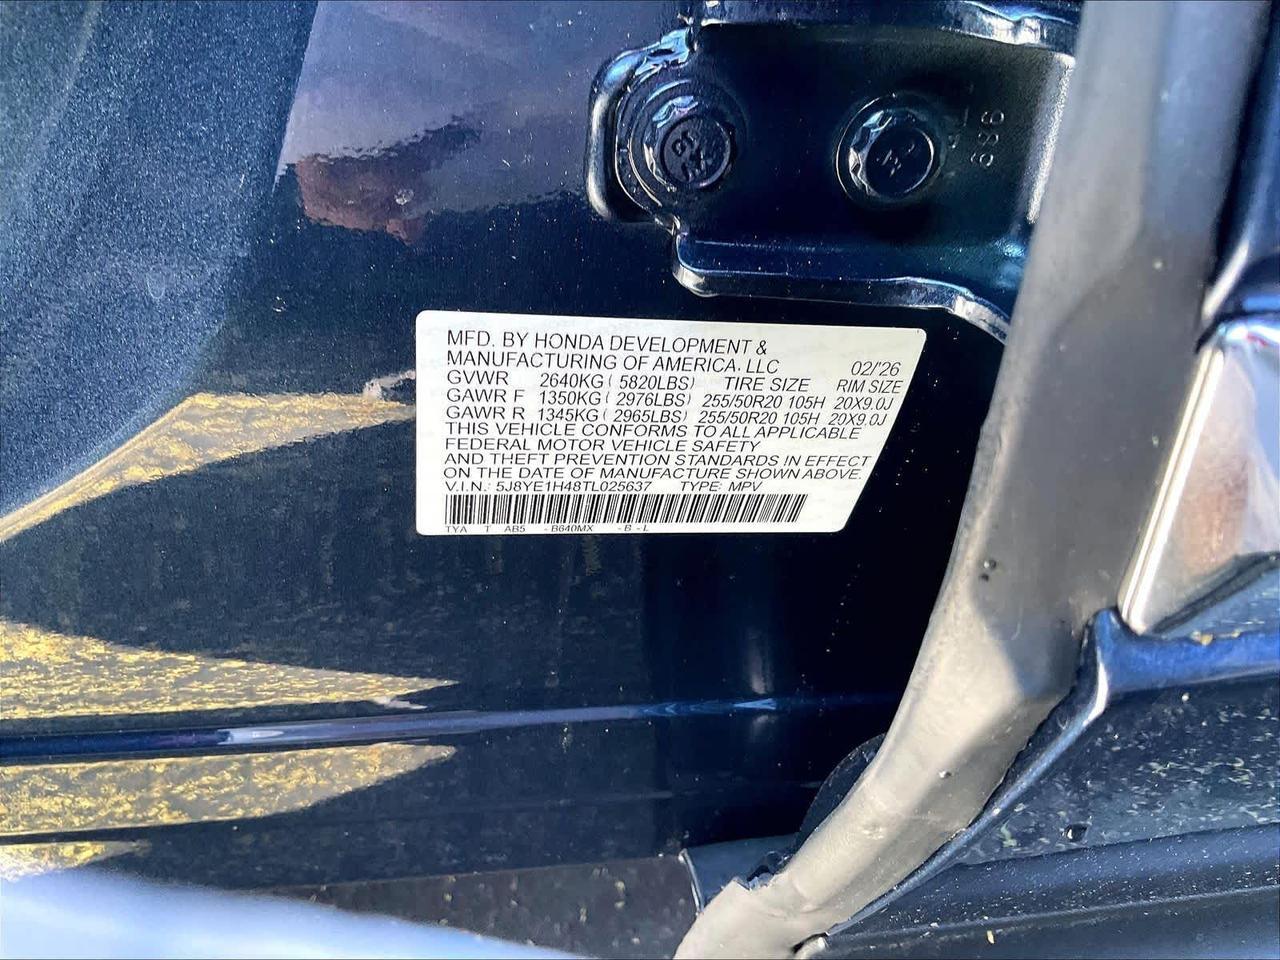 MFD. BY HONDA DEVELOPMENT &
MANUFACTURING OF AMERICA, LLC 02/'26
GVWR 2640KG ( 5820LBS) TIRE SIZE RIM SIZE
GAWR F 1350KG ( 2976LBS) 255/50R20 105H 20X9.0J
GAWR R 1345KG ( 2965LBS) 255/50R20 105H 20X9.0J
THIS VEHICLE CONFORMS TO ALL APPLICABLE
FEDERAL MOTOR VEHICLE SAFETY
AND THEFT PREVENTION STANDARDS IN EFFECT
ON THE DATE OF MANUFACTURE SHOWN ABOVE.
V.I.N.: 5J8YE1H48TL025637 TYPE: MPV
TYA T AB5 - B640MX - B - L
686